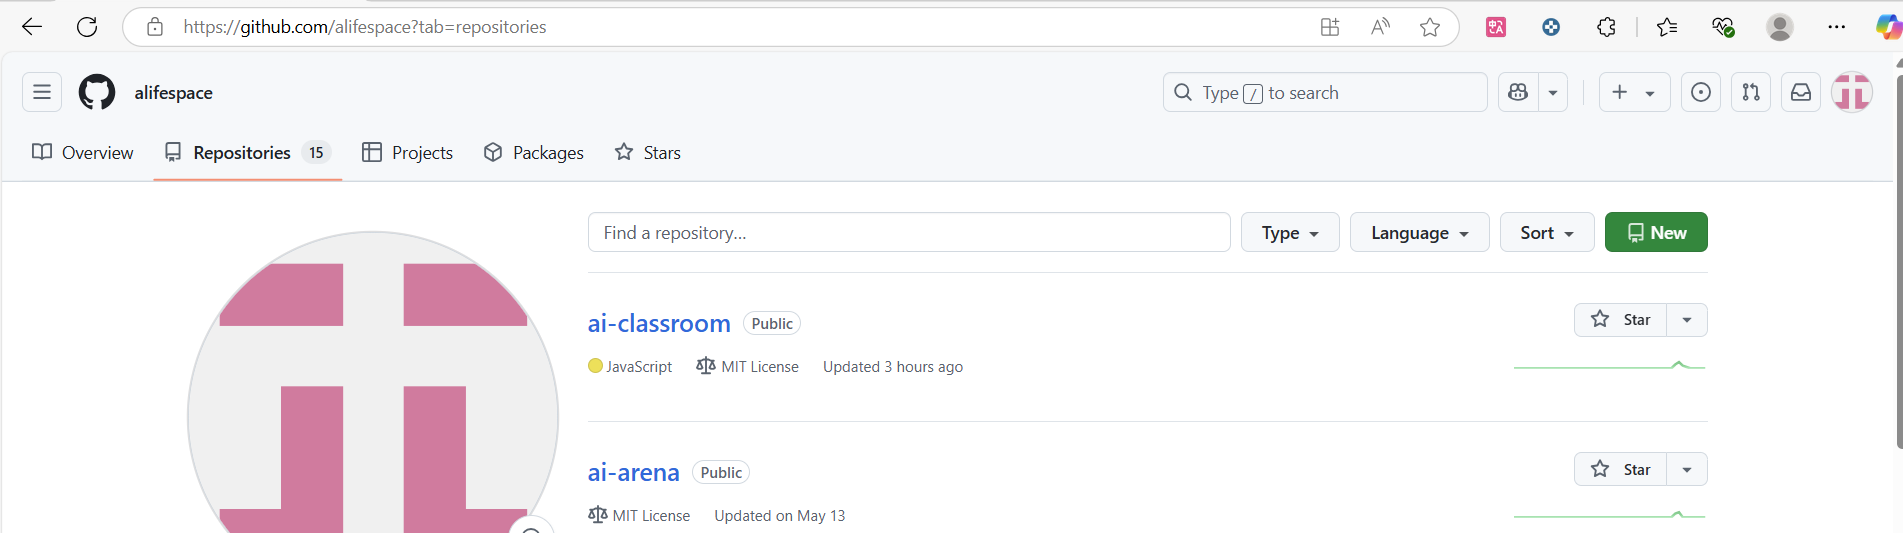 https://github.com/alifespace?tab=repositories
alifespace
Type / to search
Overview Repositories 15 Projects Packages Stars
Find a repository... Type Language Sort New
ai-classroom Public Star
JavaScript MIT License Updated 3 hours ago
ai-arena Public Star
MIT License Updated on May 13